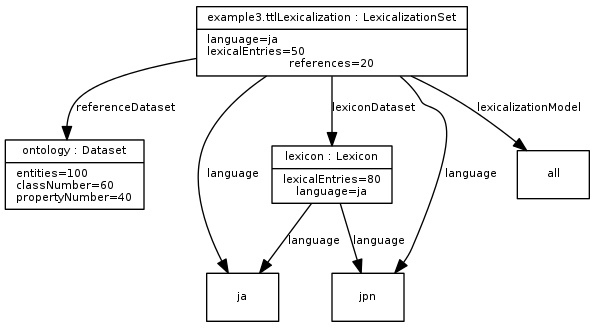 example3.ttlLexicalization : LexicalizationSet
language=ja
lexicalEntries=50
references=20
referenceDataset
lexiconDataset
lexicalizationModel
ontology : Dataset
entities=100
classNumber=60
propertyNumber=40
language
lexicon : Lexicon
lexicalEntries=80
language=ja
language
all
language
language
ja
jpn